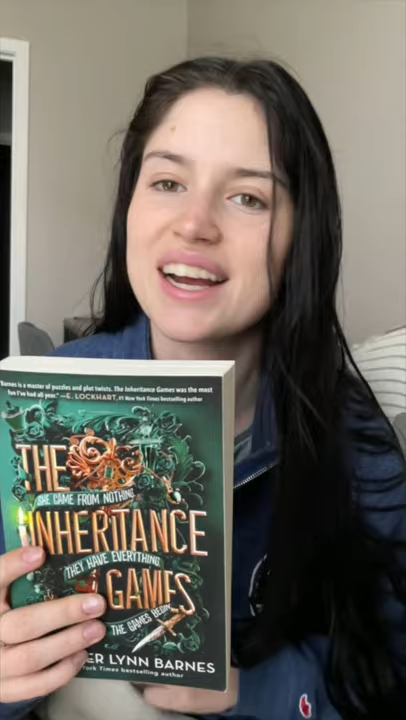 Barnes is a master of puzzles and plot twists. The Inheritance Games was the most
fun I've had all year." —E. LOCKHART, #1 New York Times bestselling author
THE
SHE CAME FROM NOTHING
INHERITANCE
THEY HAVE EVERYTHING
GAMES
THE GAMES BEGIN
ER LYNN BARNES
York Times bestselling author